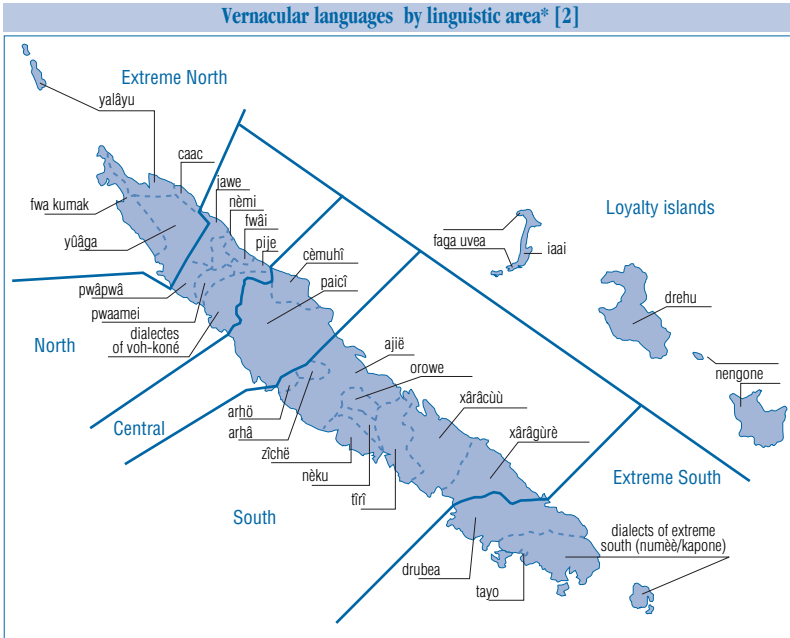 Vernacular languages by linguistic area* [2]
Extreme North
yalâyu
caac
jawe
nèmi
fwâi
pije
fwa kumak
yûâga
cèmuhî
paicî
faga uvea
iaai
Loyalty islands
drehu
nengone
pwâpwâ
pwaamei
dialectes
of voh-koné
North
ajië
orowe
xârâcùù
xârâgùrè
Central
arhö
arhâ
zîchë
nèku
tîrî
South
Extreme South
dialects of extreme
south (numèè/kapone)
drubea
tayo